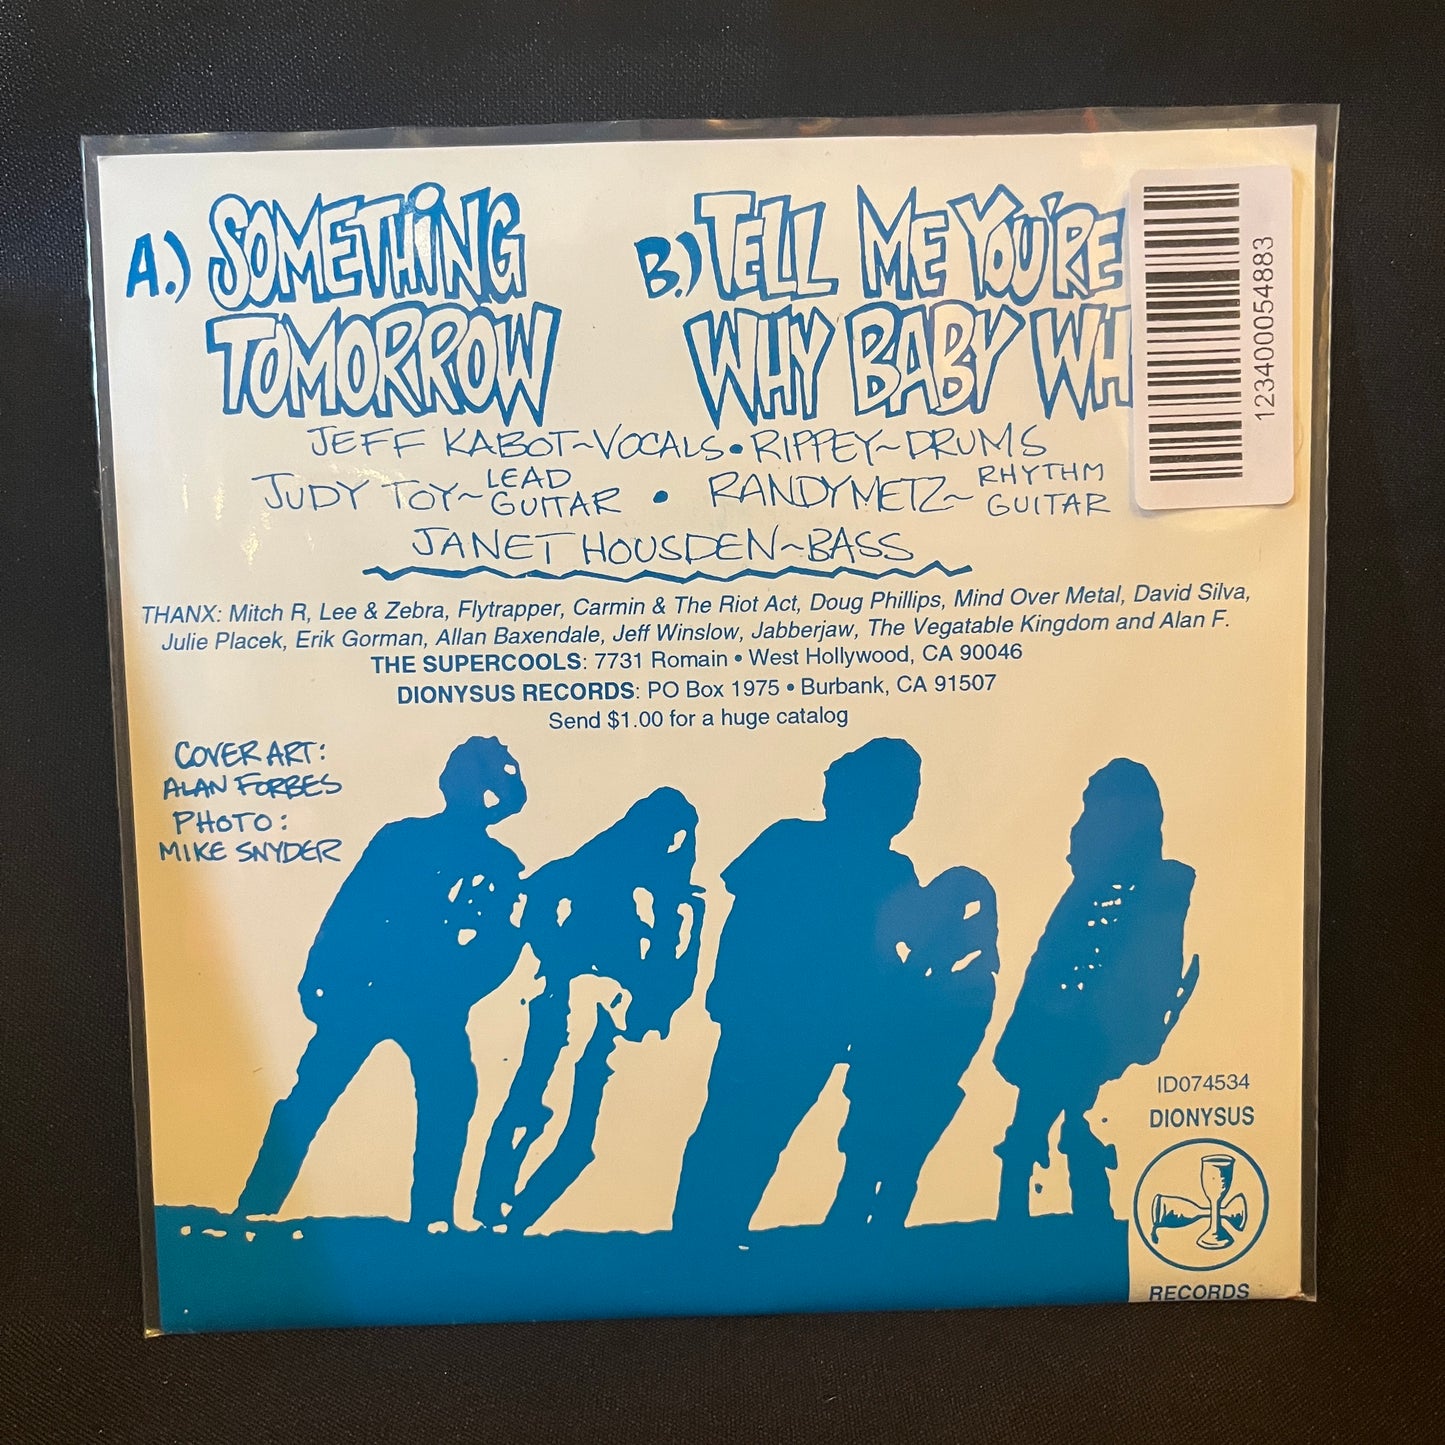 A.) SOMETHING
TOMORROW
B.) TELL ME YOU'RE
WHY BABY WH
123400054883
JEFF KABOT~VOCALS • RIPPEY~DRUMS
JUDY TOY~LEAD GUITAR • RANDY METZ~RHYTHM GUITAR
JANET HOUSDEN~BASS
THANX: Mitch R, Lee & Zebra, Flytrapper, Carmin & The Riot Act, Doug Phillips, Mind Over Metal, David Silva,
Julie Placek, Erik Gorman, Allan Baxendale, Jeff Winslow, Jabberjaw, The Vegatable Kingdom and Alan F.
THE SUPERCOOLS: 7731 Romain • West Hollywood, CA 90046
DIONYSUS RECORDS: PO Box 1975 • Burbank, CA 91507
Send $1.00 for a huge catalog
COVER ART:
ALAN FORBES
PHOTO:
MIKE SNYDER
ID074534
DIONYSUS
RECORDS